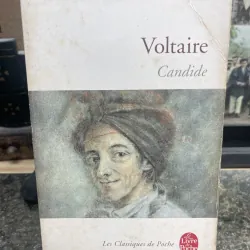 Voltaire
Candide
Les Classiques de Poche
Le Livre
de Poche